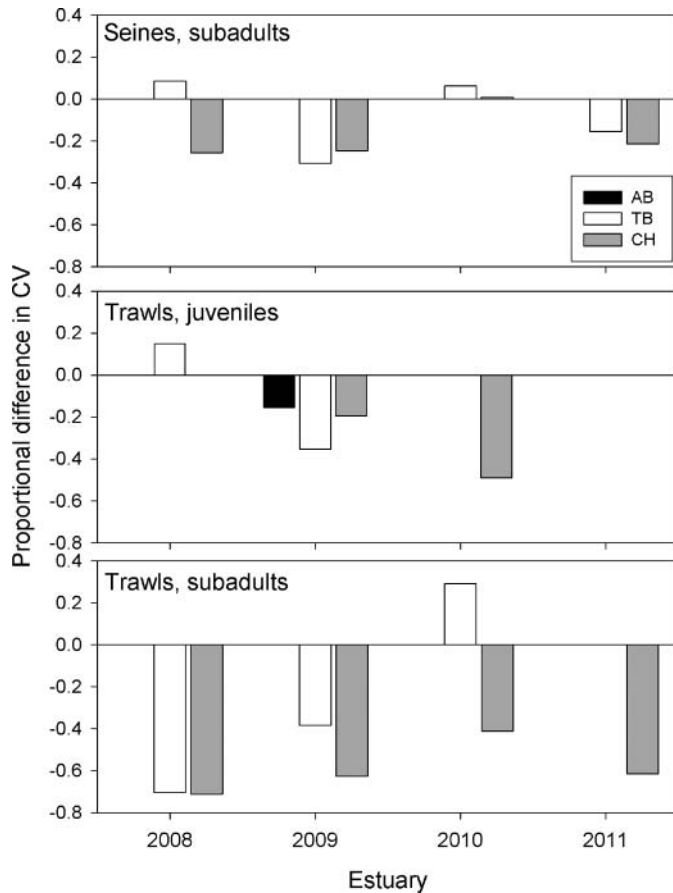 Proportional difference in CV
0.4
Seines, subadults
0.2
0.0
-0.2
-0.4
-0.6
-0.8
AB
TB
CH
0.4
Trawls, juveniles
0.2
0.0
-0.2
-0.4
-0.6
-0.8
0.4
Trawls, subadults
0.2
0.0
-0.2
-0.4
-0.6
-0.8
2008 2009 2010 2011
Estuary